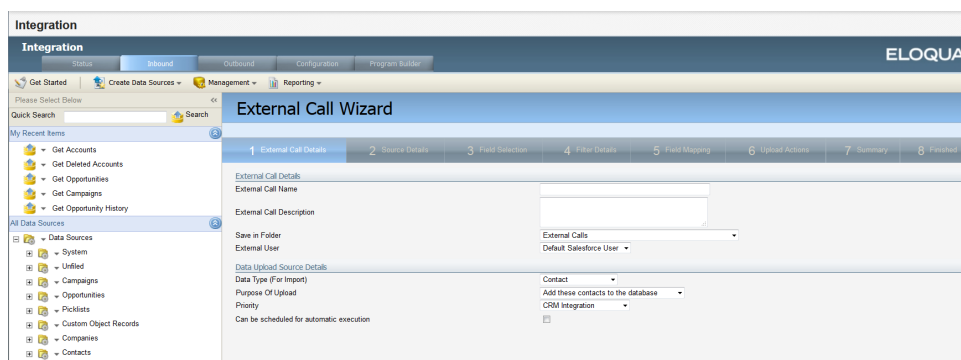 Integration
Integration
ELOQUA
Status Inbound Outbound Configuration Program Builder
Get Started Create Data Sources Management Reporting
Please Select Below
Quick Search Search
My Recent Items
Get Accounts
Get Deleted Accounts
Get Opportunities
Get Campaigns
Get Opportunity History
All Data Sources
Data Sources
System
Unfiled
Campaigns
Opportunities
Picklists
Custom Object Records
Companies
Contacts
External Call Wizard
1 External Call Details 2 Source Details 3 Field Selection 4 Filter Details 5 Field Mapping 6 Upload Actions 7 Summary 8 Finished
External Call Details
External Call Name
External Call Description
Save in Folder External Calls
External User Default Salesforce User
Data Upload Source Details
Data Type (For Import) Contact
Purpose Of Upload Add these contacts to the database
Priority CRM Integration
Can be scheduled for automatic execution